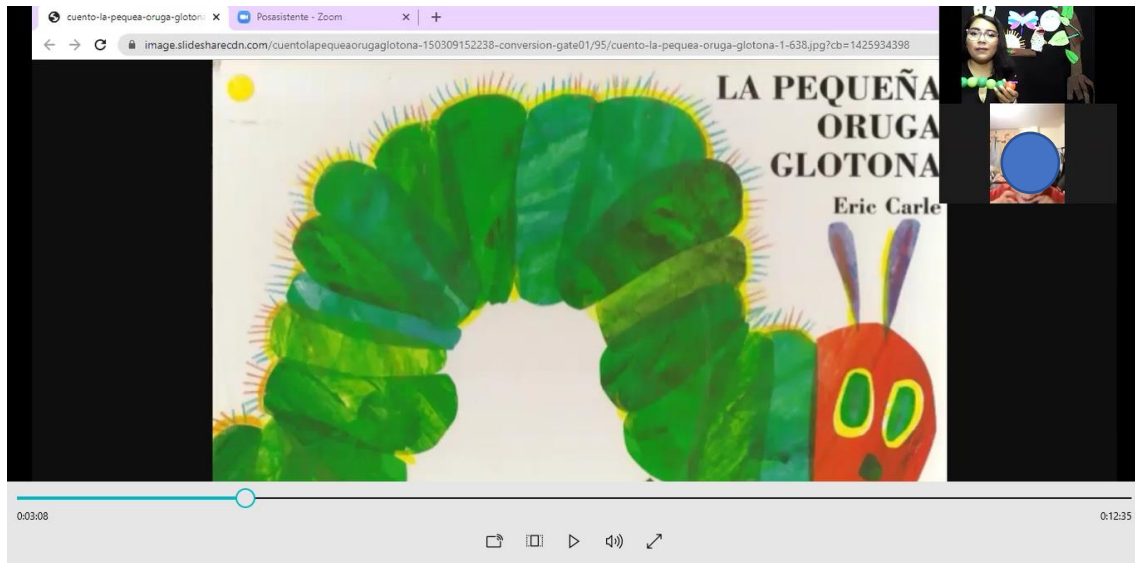 cuento-la-pequea-oruga-gloton
Posasistente - Zoom
image.slidesharecdn.com/cuentolapequeaorugaglotona-150309152238-conversion-gate01/95/cuento-la-pequea-oruga-glotona-1-638.jpg?cb=1425934398
LA PEQUEÑA
ORUGA
GLOTONA
Eric Carle
0:03:08
0:12:35